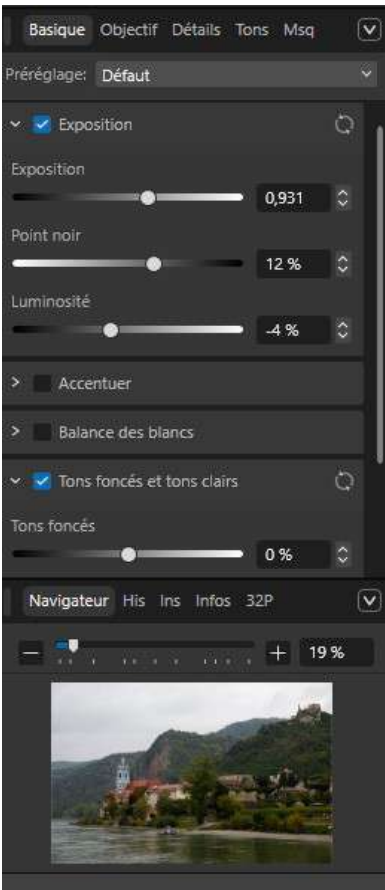 Basique Objectif Détails Tons Msq
Préréglage: Défaut
Exposition
Exposition
0,931
Point noir
12 %
Luminosité
-4 %
Accentuer
Balance des blancs
Tons foncés et tons clairs
Tons foncés
0 %
Navigateur His Ins Infos 32P
19 %